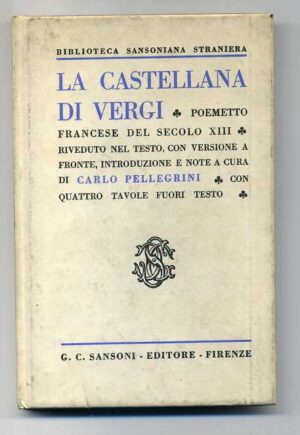 BIBLIOTECA SANSONIANA STRANIERA
LA CASTELLANA
DI VERGI ♣ POEMETTO
FRANCESE DEL SECOLO XIII ♣
RIVEDUTO NEL TESTO, CON VERSIONE A
FRONTE, INTRODUZIONE E NOTE A CURA
DI CARLO PELLEGRINI ♣ CON
QUATTRO TAVOLE FUORI TESTO ♣
G. C. SANSONI - EDITORE - FIRENZE